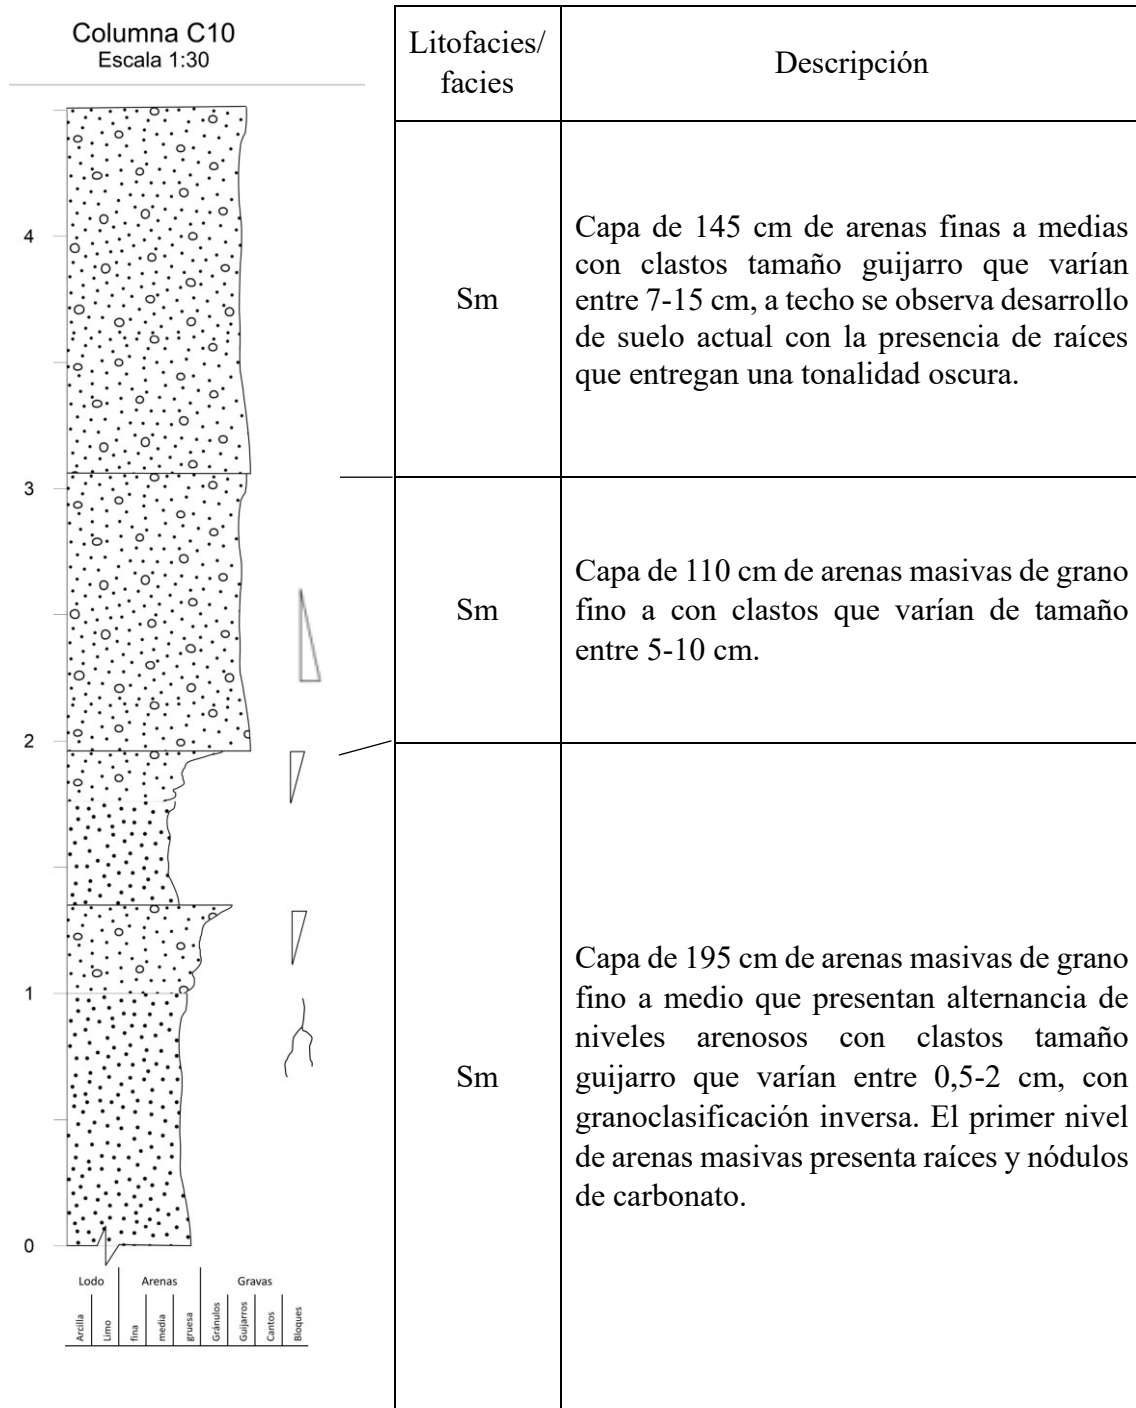 Columna C10
Escala 1:30
4
3
2
1
0
Lodo
Arenas
Gravas
Arcilla
Limo
fina
media
gruesa
Gránulos
Guijarros
Cantos
Bloques
Litofacies/
facies
Descripción
Sm
Capa de 145 cm de arenas finas a medias
con clastos tamaño guijarro que varían
entre 7-15 cm, a techo se observa desarrollo
de suelo actual con la presencia de raíces
que entregan una tonalidad oscura.
Sm
Capa de 110 cm de arenas masivas de grano
fino a con clastos que varían de tamaño
entre 5-10 cm.
Sm
Capa de 195 cm de arenas masivas de grano
fino a medio que presentan alternancia de
niveles arenosos con clastos tamaño
guijarro que varían entre 0,5-2 cm, con
granoclasificación inversa. El primer nivel
de arenas masivas presenta raíces y nódulos
de carbonato.